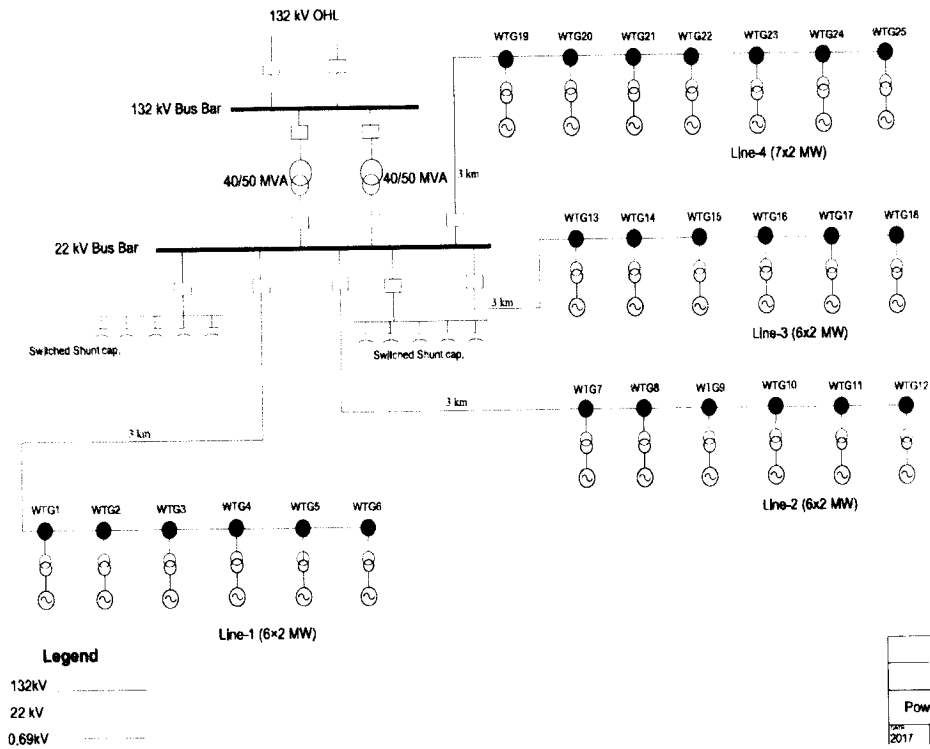 132 kV OHL
132 kV Bus Bar
40/50 MVA
40/50 MVA
3 km
22 kV Bus Bar
Switched Shunt cap.
Switched Shunt cap.
WTG19 WTG20 WTG21 WTG22 WTG23 WTG24 WTG25
Line-4 (7x2 MW)
WTG13 WTG14 WTG15 WTG16 WTG17 WTG18
3 km
Line-3 (6x2 MW)
WTG7 WTG8 WTG9 WTG10 WTG11 WTG12
3 km
Line-2 (6x2 MW)
3 km
WTG1 WTG2 WTG3 WTG4 WTG5 WTG6
Line-1 (6×2 MW)
Legend
132kV
22 kV
0.69kV
Pow
DATE
2017